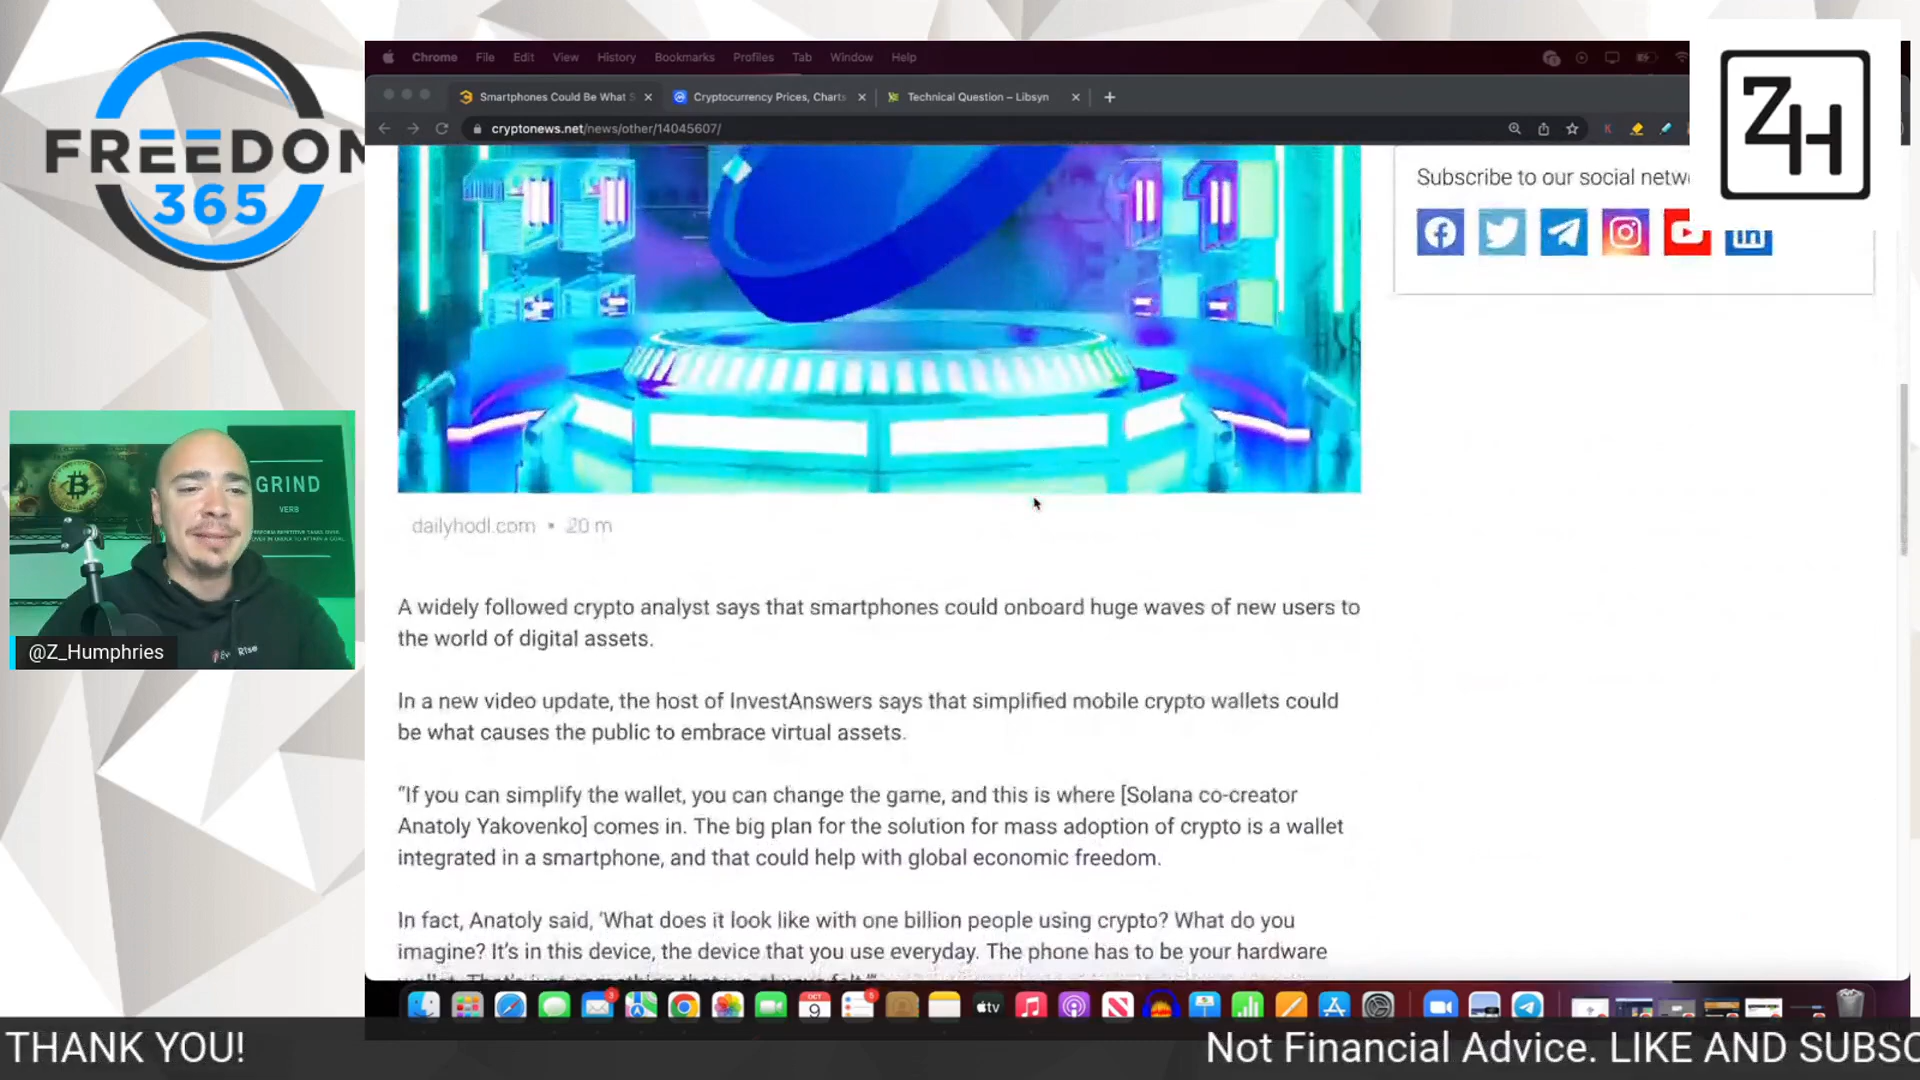 FREEDOM
365
ZH
Chrome File Edit View History Bookmarks Profiles Tab Window Help
Smartphones Could Be What S
Cryptocurrency Prices, Charts
Technical Question – Libsyn
cryptonews.net/news/other/14045607/
Subscribe to our social netw
dailyhodl.com • 20 m
A widely followed crypto analyst says that smartphones could onboard huge waves of new users to
the world of digital assets.
In a new video update, the host of InvestAnswers says that simplified mobile crypto wallets could
be what causes the public to embrace virtual assets.
“If you can simplify the wallet, you can change the game, and this is where [Solana co-creator
Anatoly Yakovenko] comes in. The big plan for the solution for mass adoption of crypto is a wallet
integrated in a smartphone, and that could help with global economic freedom.
In fact, Anatoly said, ‘What does it look like with one billion people using crypto? What do you
imagine? It’s in this device, the device that you use everyday. The phone has to be your hardware
GRIND
VERB
@Z_Humphries
OCT
9
tv
THANK YOU!
Not Financial Advice. LIKE AND SUBSC